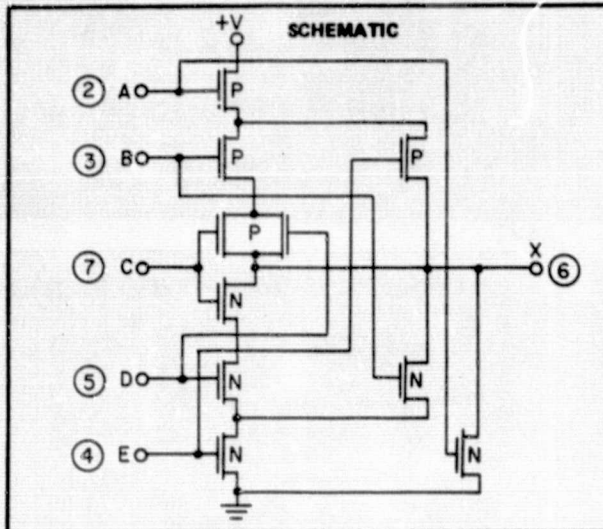 SCHEMATIC
+V
2 A P
3 B P P
P
7 C X 6
N
5 D N N
4 E N N